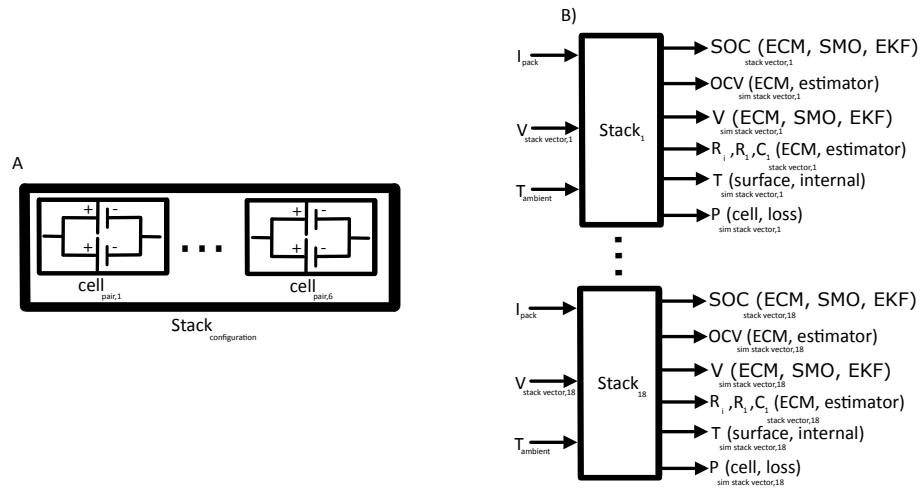 A
+ - + -
+ - + -
cell pair,1 ... cell pair,6
Stack configuration
B)
I pack
V stack vector,1
T ambient
Stack 1
SOC (ECM, SMO, EKF)
stack vector,1
OCV (ECM, estimator)
sim stack vector,1
V (ECM, SMO, EKF)
sim stack vector,1
R i ,R 1 ,C 1 (ECM, estimator)
stack vector,1
T (surface, internal)
sim stack vector,1
P (cell, loss)
sim stack vector,1
I pack
V stack vector,18
T ambient
Stack 18
SOC (ECM, SMO, EKF)
stack vector,18
OCV (ECM, estimator)
sim stack vector,18
V (ECM, SMO, EKF)
sim stack vector,18
R i ,R 1 ,C 1 (ECM, estimator)
stack vector,18
T (surface, internal)
sim stack vector,18
P (cell, loss)
sim stack vector,18